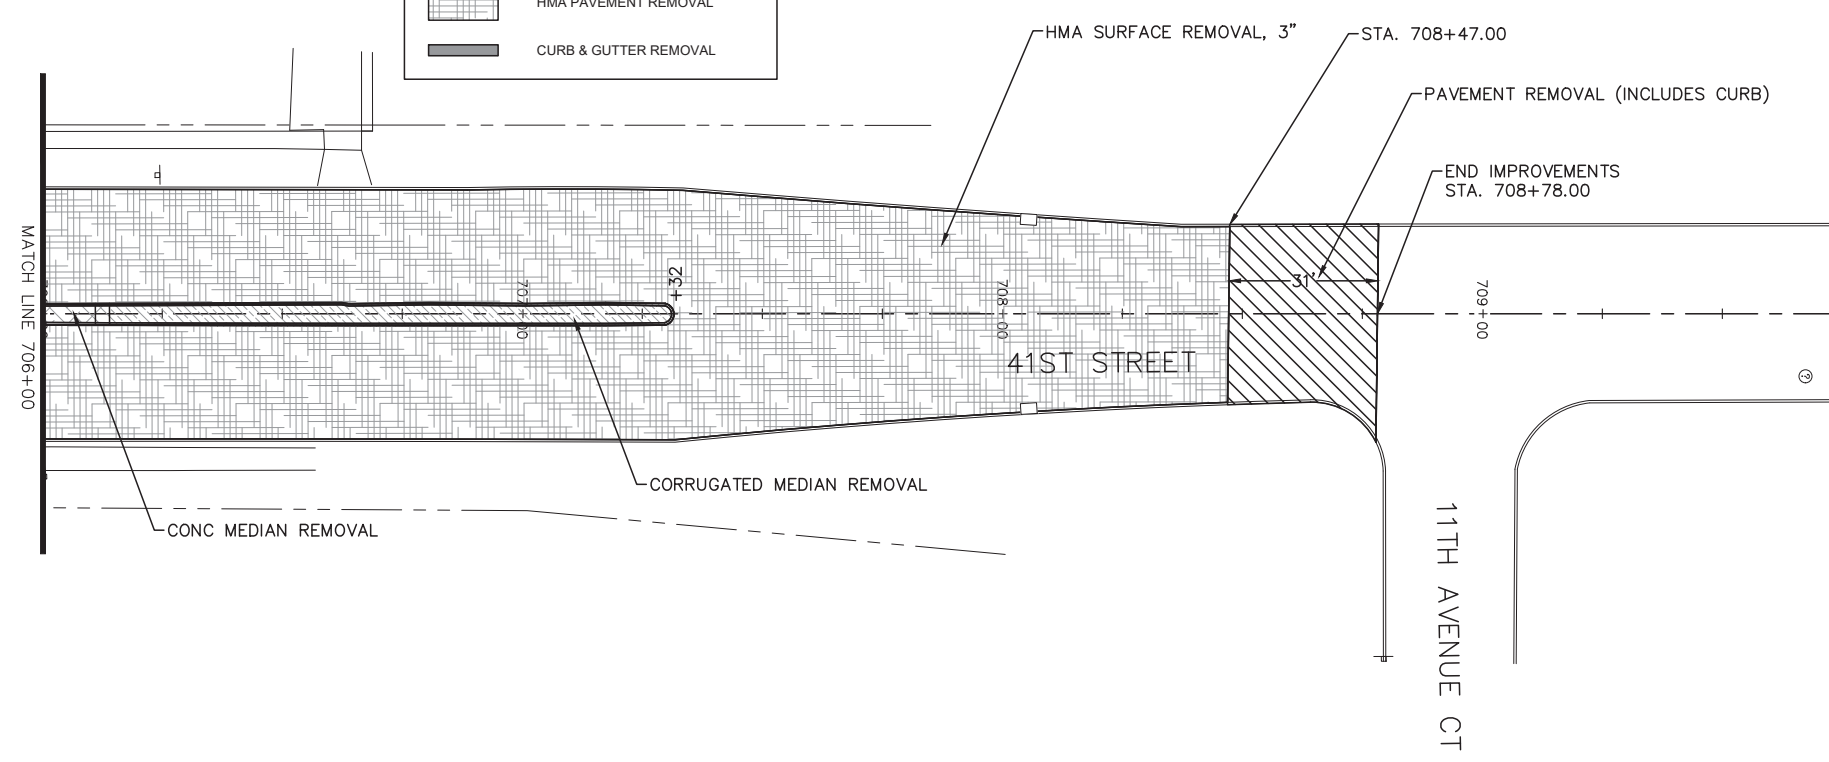 HMA PAVEMENT REMOVAL
CURB & GUTTER REMOVAL
HMA SURFACE REMOVAL, 3"
STA. 708+47.00
PAVEMENT REMOVAL (INCLUDES CURB)
END IMPROVEMENTS
STA. 708+78.00
MATCH LINE 706+00
+32
707+00
708+00
31'
709+00
41ST STREET
CORRUGATED MEDIAN REMOVAL
CONC MEDIAN REMOVAL
11TH AVENUE CT